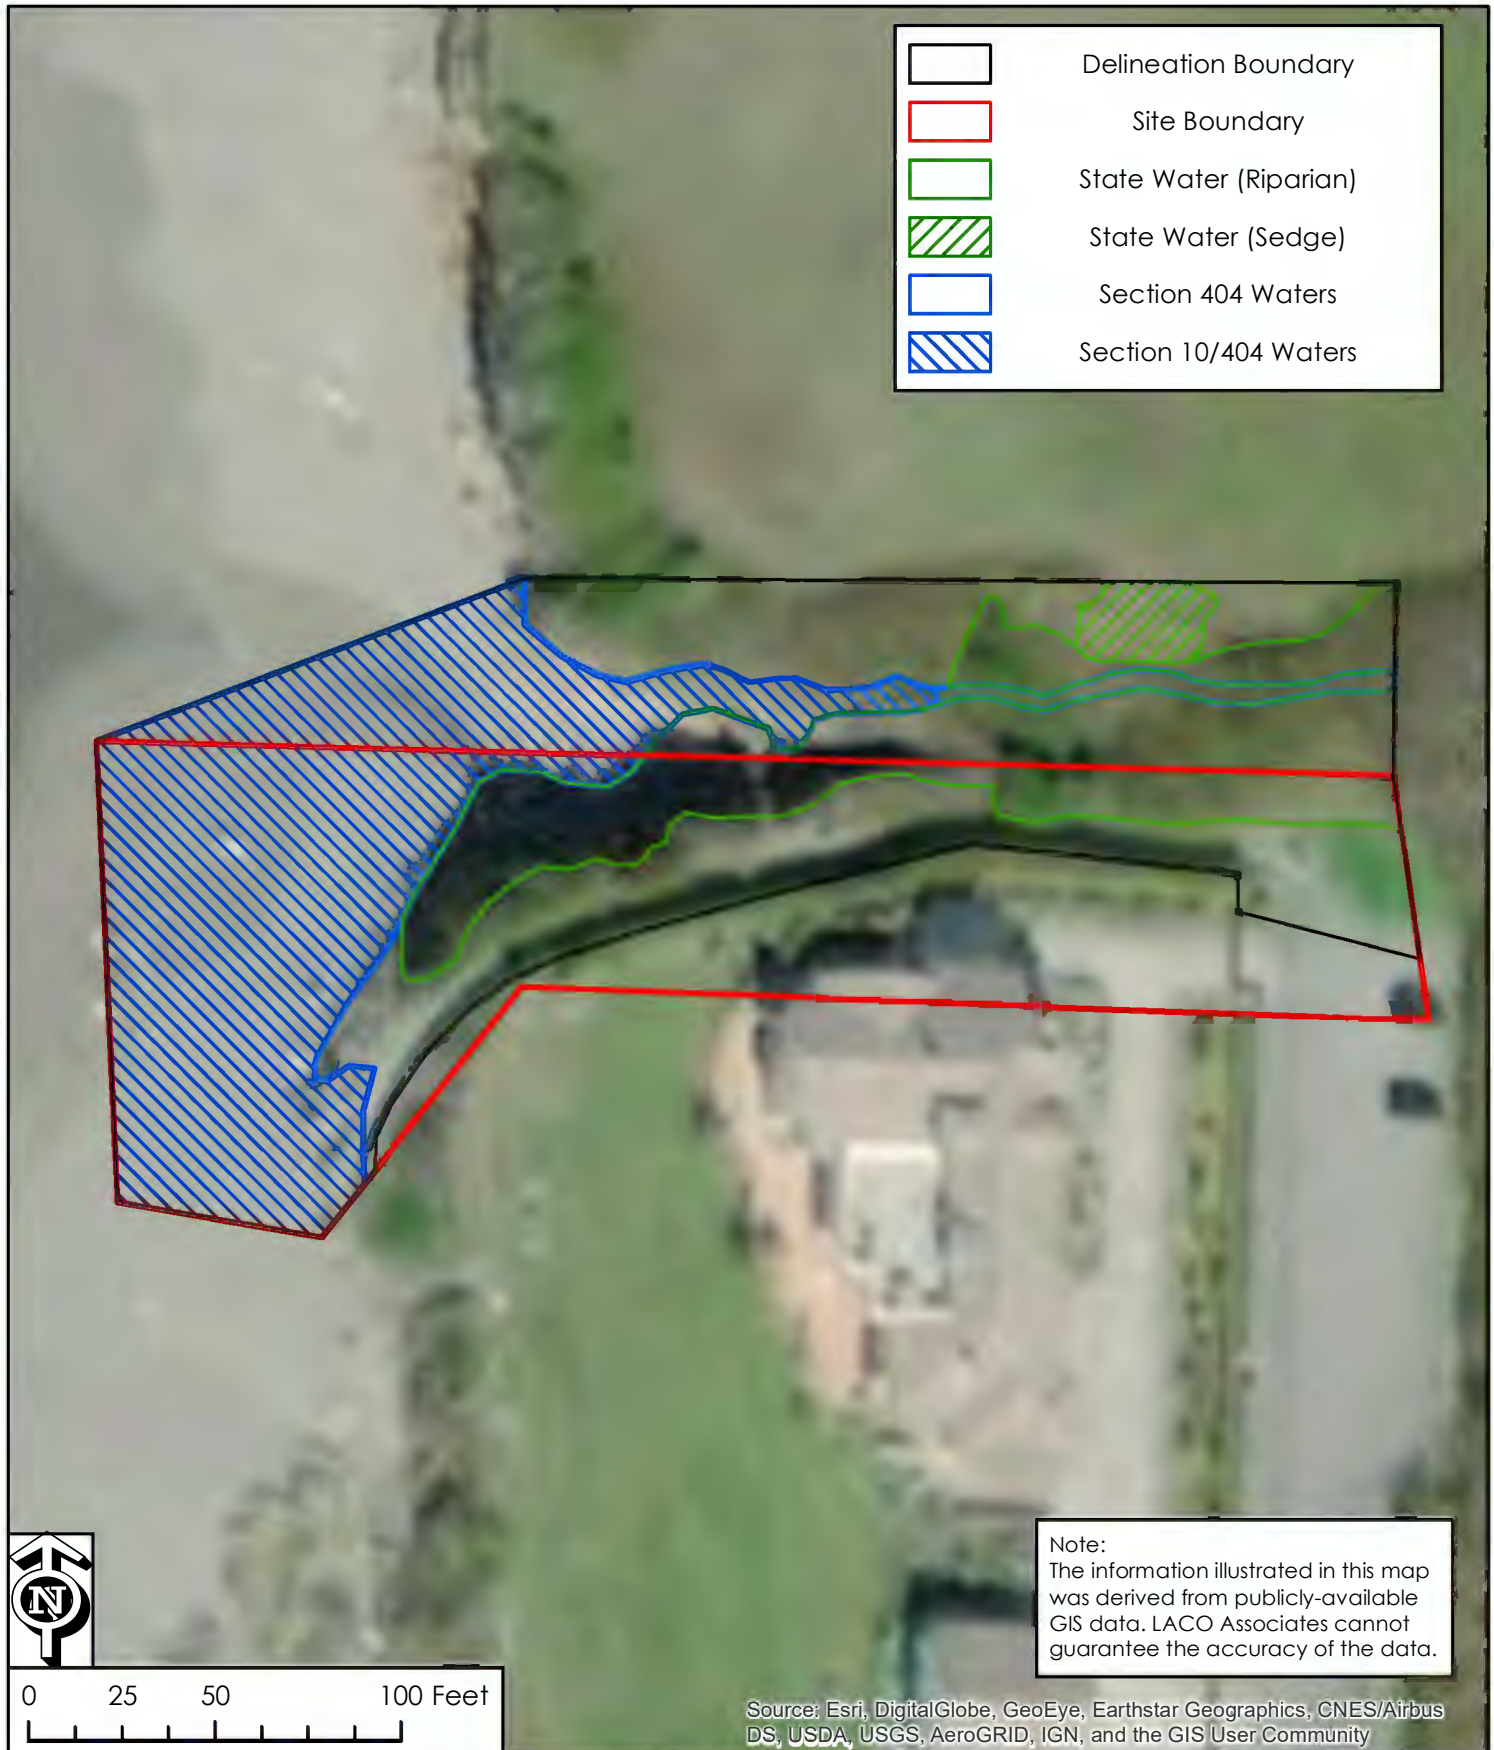 Delineation Boundary
Site Boundary
State Water (Riparian)
State Water (Sedge)
Section 404 Waters
Section 10/404 Waters
Note:
The information illustrated in this map
was derived from publicly-available
GIS data. LACO Associates cannot
guarantee the accuracy of the data.
N
0 25 50 100 Feet
Source: Esri, DigitalGlobe, GeoEye, Earthstar Geographics, CNES/Airbus
DS, USDA, USGS, AeroGRID, IGN, and the GIS User Community